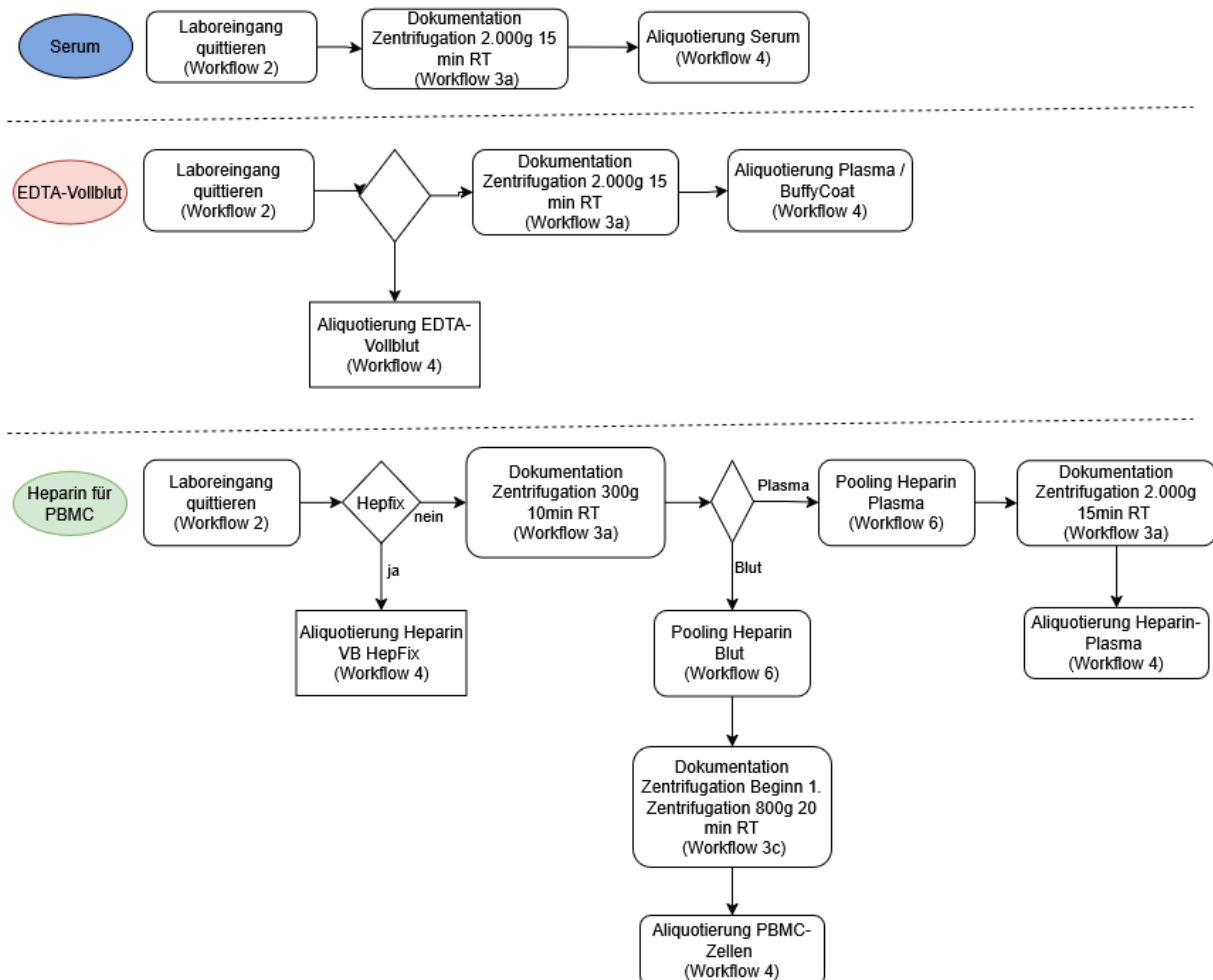 Serum
Laboreingang
quittieren
(Workflow 2)
Dokumentation
Zentrifugation 2.000g 15
min RT
(Workflow 3a)
Aliquotierung Serum
(Workflow 4)
EDTA-Vollblut
Laboreingang
quittieren
(Workflow 2)
Dokumentation
Zentrifugation 2.000g 15
min RT
(Workflow 3a)
Aliquotierung Plasma /
BuffyCoat
(Workflow 4)
Aliquotierung EDTA-
Vollblut
(Workflow 4)
Heparin für
PBMC
Laboreingang
quittieren
(Workflow 2)
Hepfix
nein
ja
Dokumentation
Zentrifugation 300g
10min RT
(Workflow 3a)
Plasma
Blut
Pooling Heparin
Plasma
(Workflow 6)
Dokumentation
Zentrifugation 2.000g
15min RT
(Workflow 3a)
Aliquotierung Heparin
VB HepFix
(Workflow 4)
Pooling Heparin
Blut
(Workflow 6)
Aliquotierung Heparin-
Plasma
(Workflow 4)
Dokumentation
Zentrifugation Beginn 1.
Zentrifugation 800g 20
min RT
(Workflow 3c)
Aliquotierung PBMC-
Zellen
(Workflow 4)